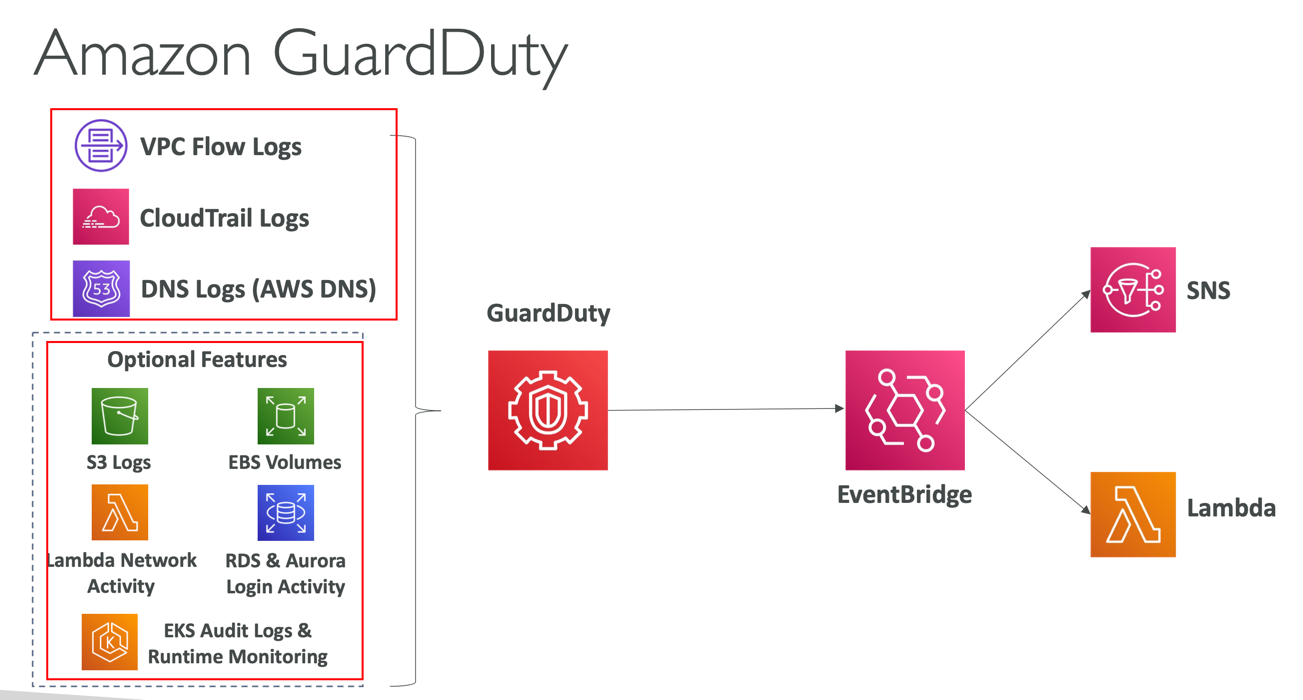 Amazon GuardDuty
VPC Flow Logs
CloudTrail Logs
53
DNS Logs (AWS DNS)
Optional Features
S3 Logs
EBS Volumes
Lambda Network
Activity
RDS & Aurora
Login Activity
K
EKS Audit Logs &
Runtime Monitoring
GuardDuty
EventBridge
SNS
Lambda